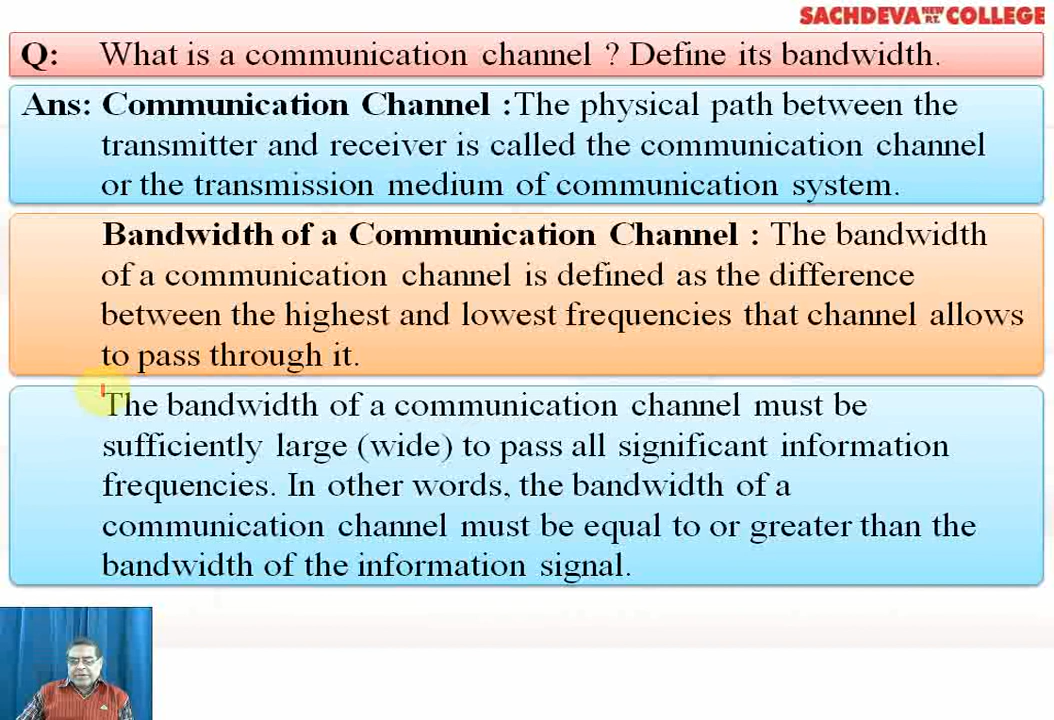 SACHDEVA NEW P.T. COLLEGE
Q: What is a communication channel ? Define its bandwidth.
Ans: Communication Channel :The physical path between the
transmitter and receiver is called the communication channel
or the transmission medium of communication system.
Bandwidth of a Communication Channel : The bandwidth
of a communication channel is defined as the difference
between the highest and lowest frequencies that channel allows
to pass through it.
The bandwidth of a communication channel must be
sufficiently large (wide) to pass all significant information
frequencies. In other words, the bandwidth of a
communication channel must be equal to or greater than the
bandwidth of the information signal.